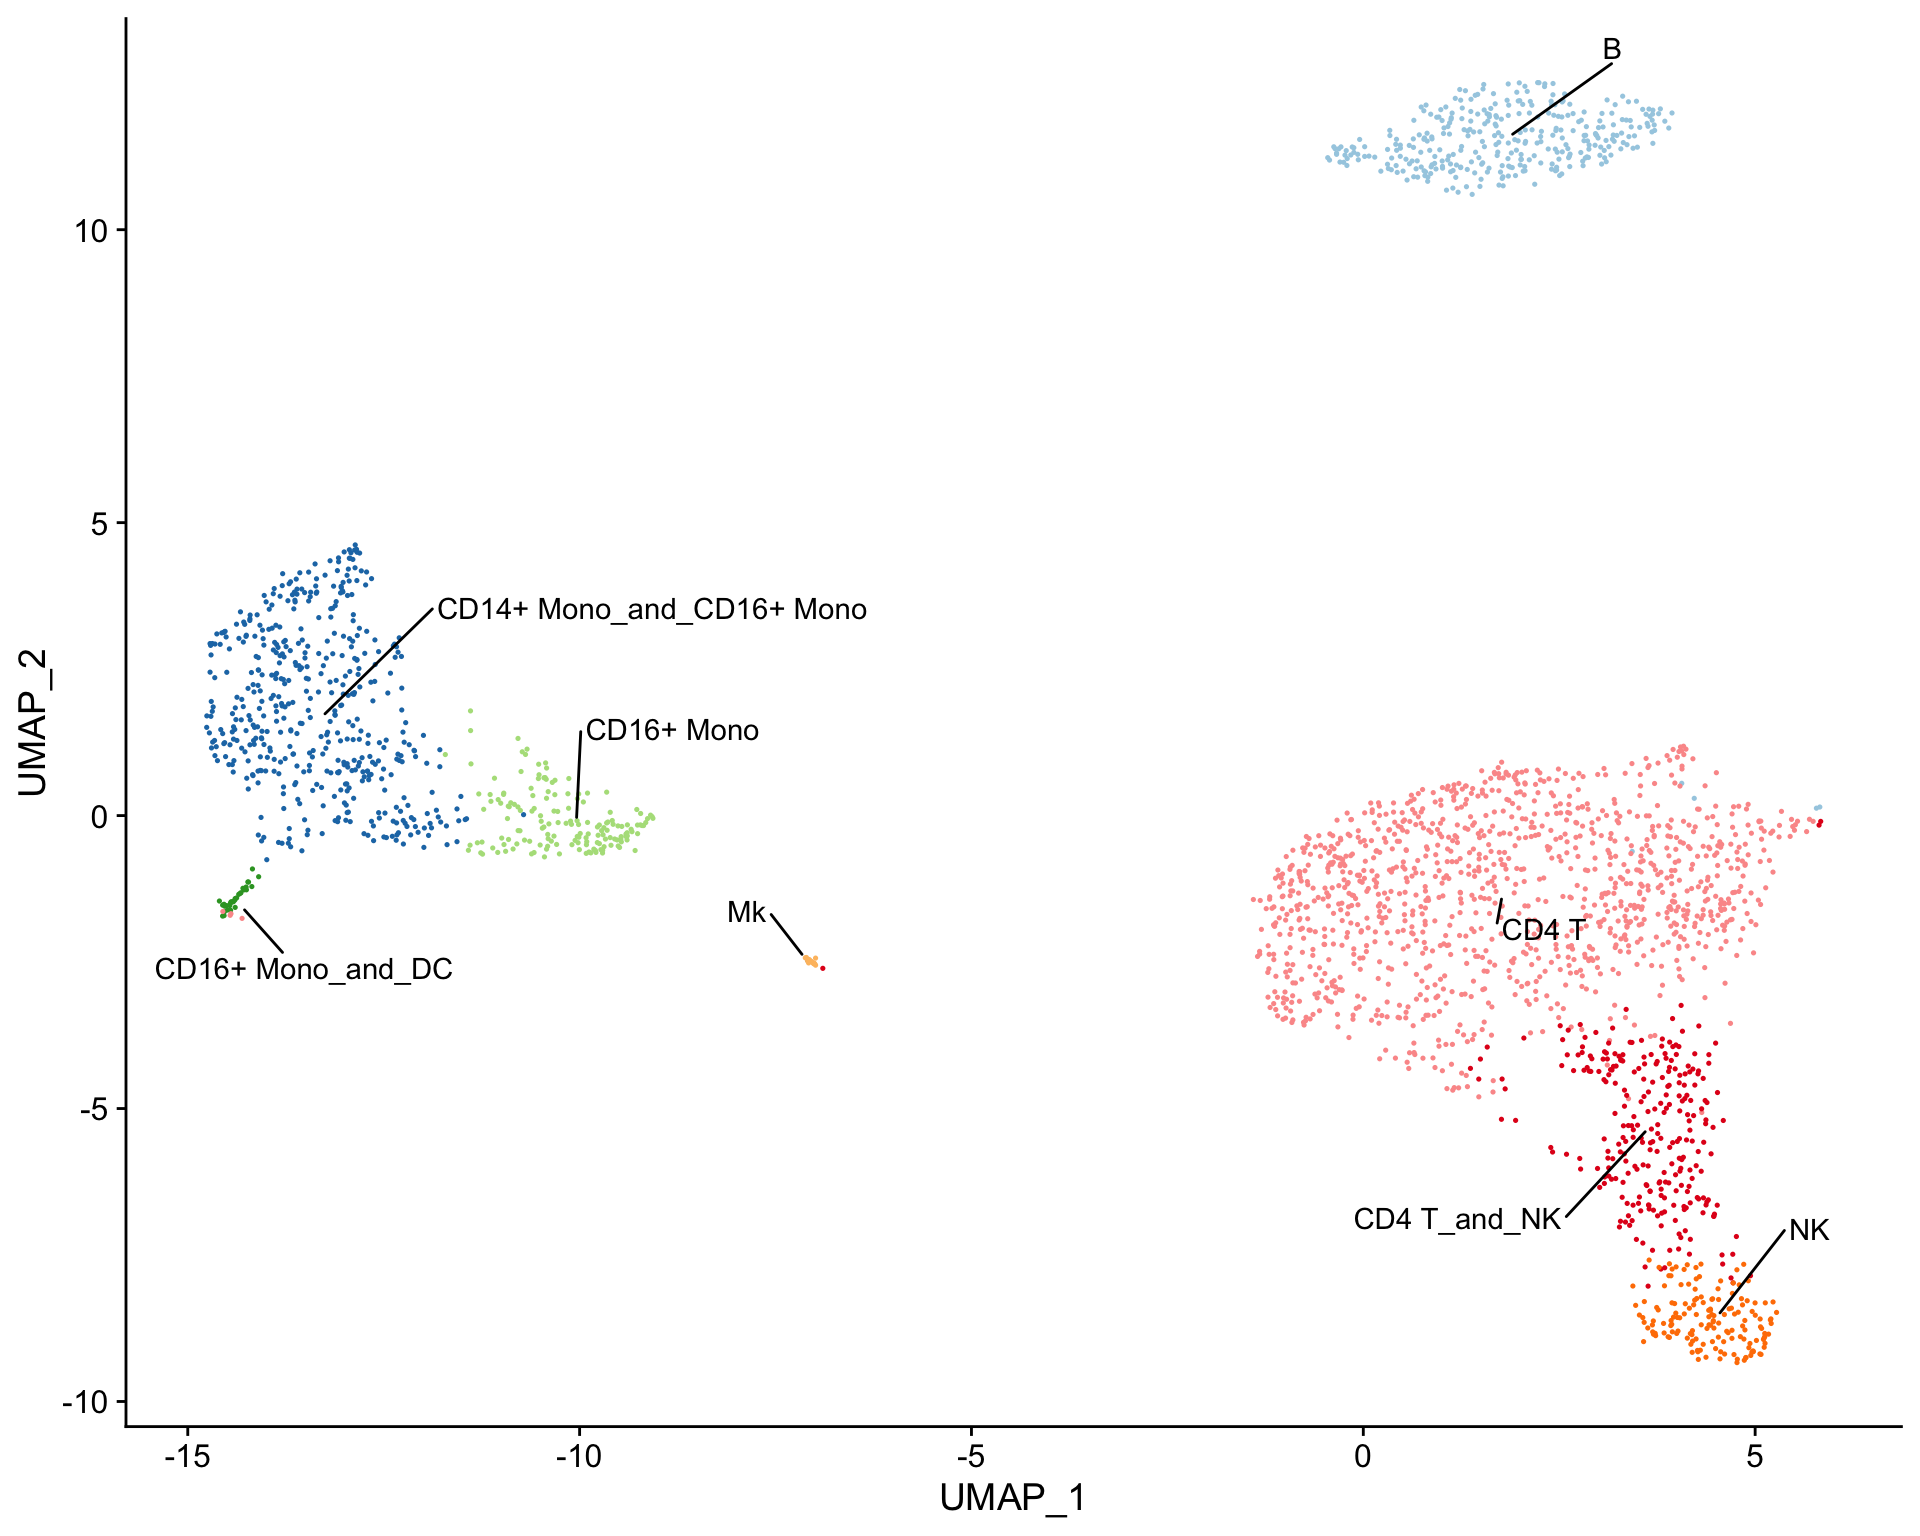 B
10
5
CD14+ Mono_and_CD16+ Mono
CD16+ Mono
UMAP_2
0
Mk
CD4 T
CD16+ Mono_and_DC
-5
CD4 T_and_NK
NK
-10
-15 -10 -5 0 5
UMAP_1